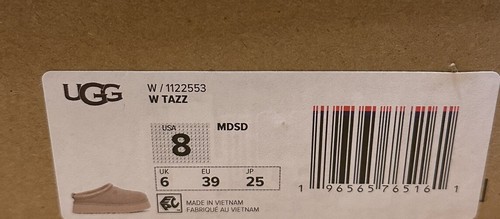 UGG
W / 1122553
W TAZZ
USA
8
MDSD
UK EU JP
6 39 25
MADE IN VIETNAM
FABRIQUÉ AU VIETNAM
1 96565 76516 1